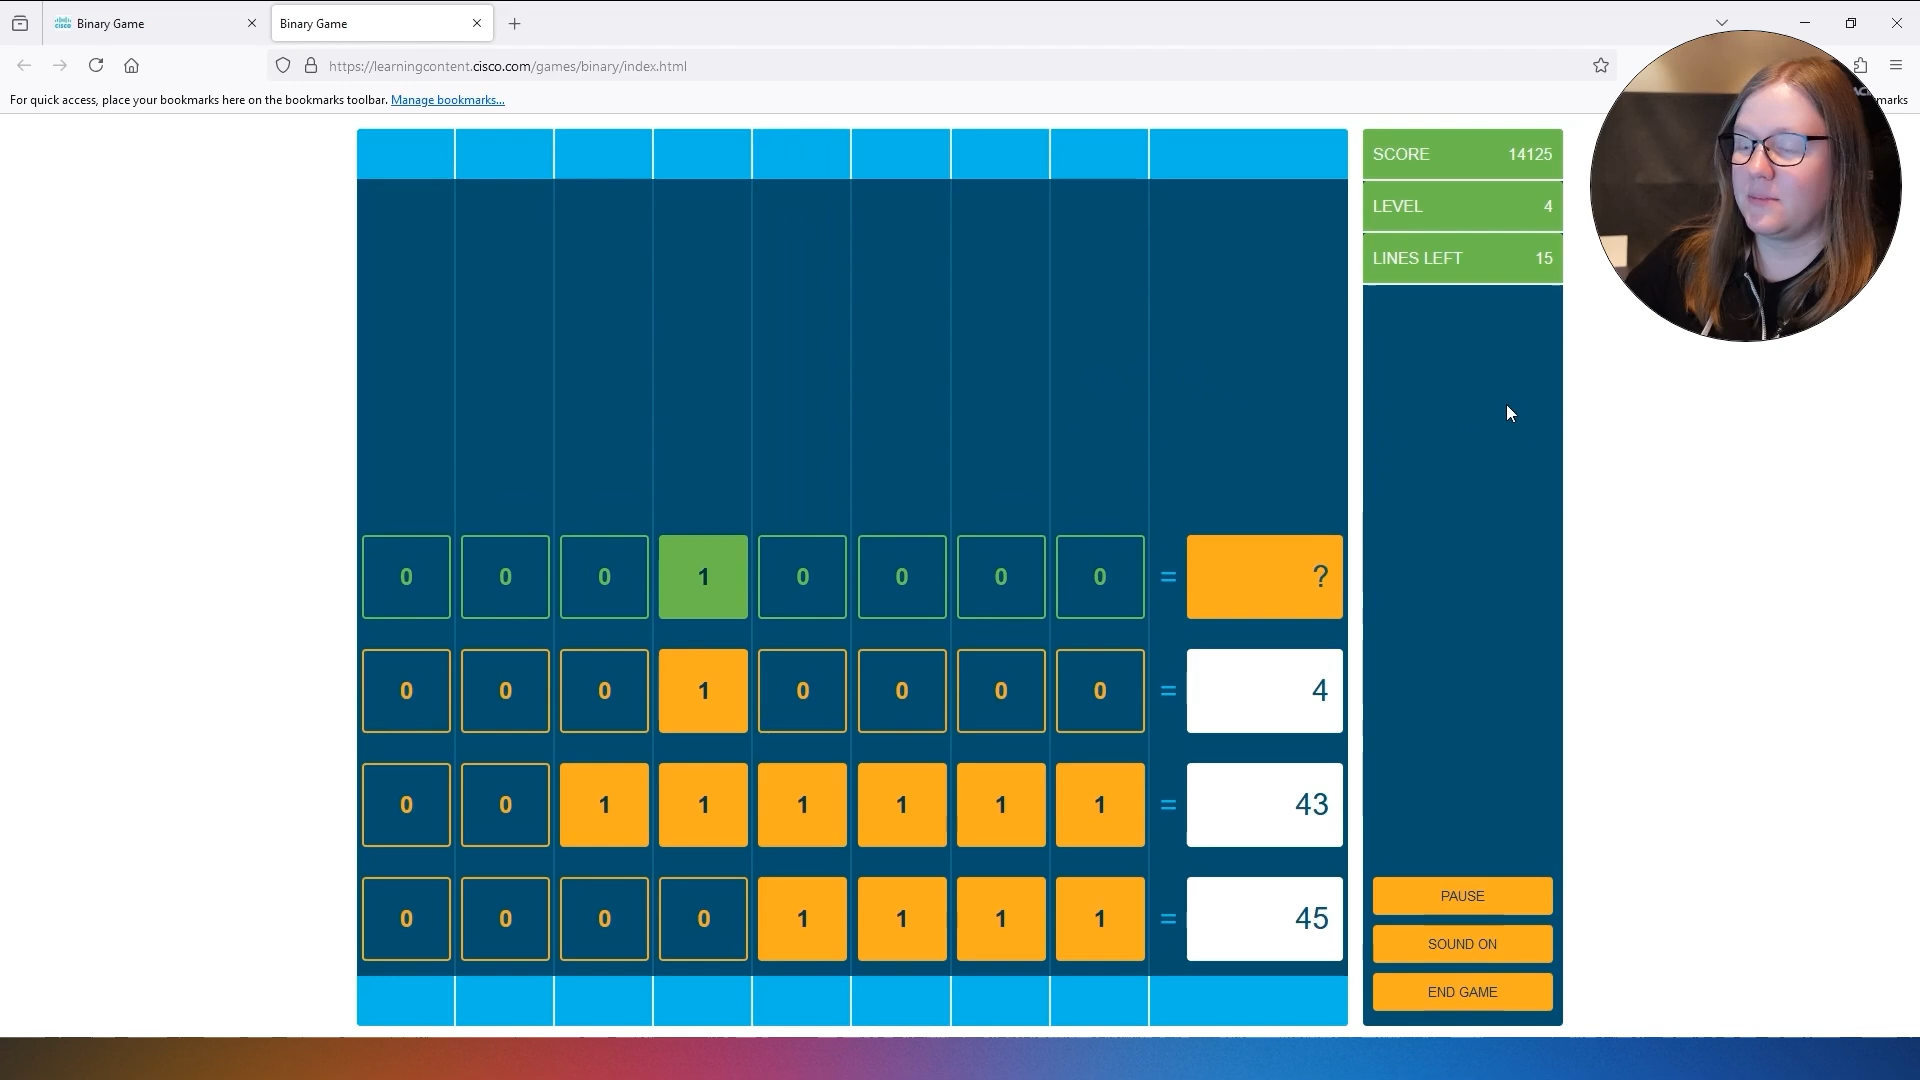 Binary Game
Binary Game
https://learningcontent.cisco.com/games/binary/index.html
For quick access, place your bookmarks here on the bookmarks toolbar. Manage bookmarks...
marks
SCORE 14125
LEVEL 4
LINES LEFT 15
0 0 0 1 0 0 0 0 = ?
0 0 0 1 0 0 0 0 = 4
0 0 1 1 1 1 1 1 = 43
0 0 0 0 1 1 1 1 = 45
PAUSE
SOUND ON
END GAME